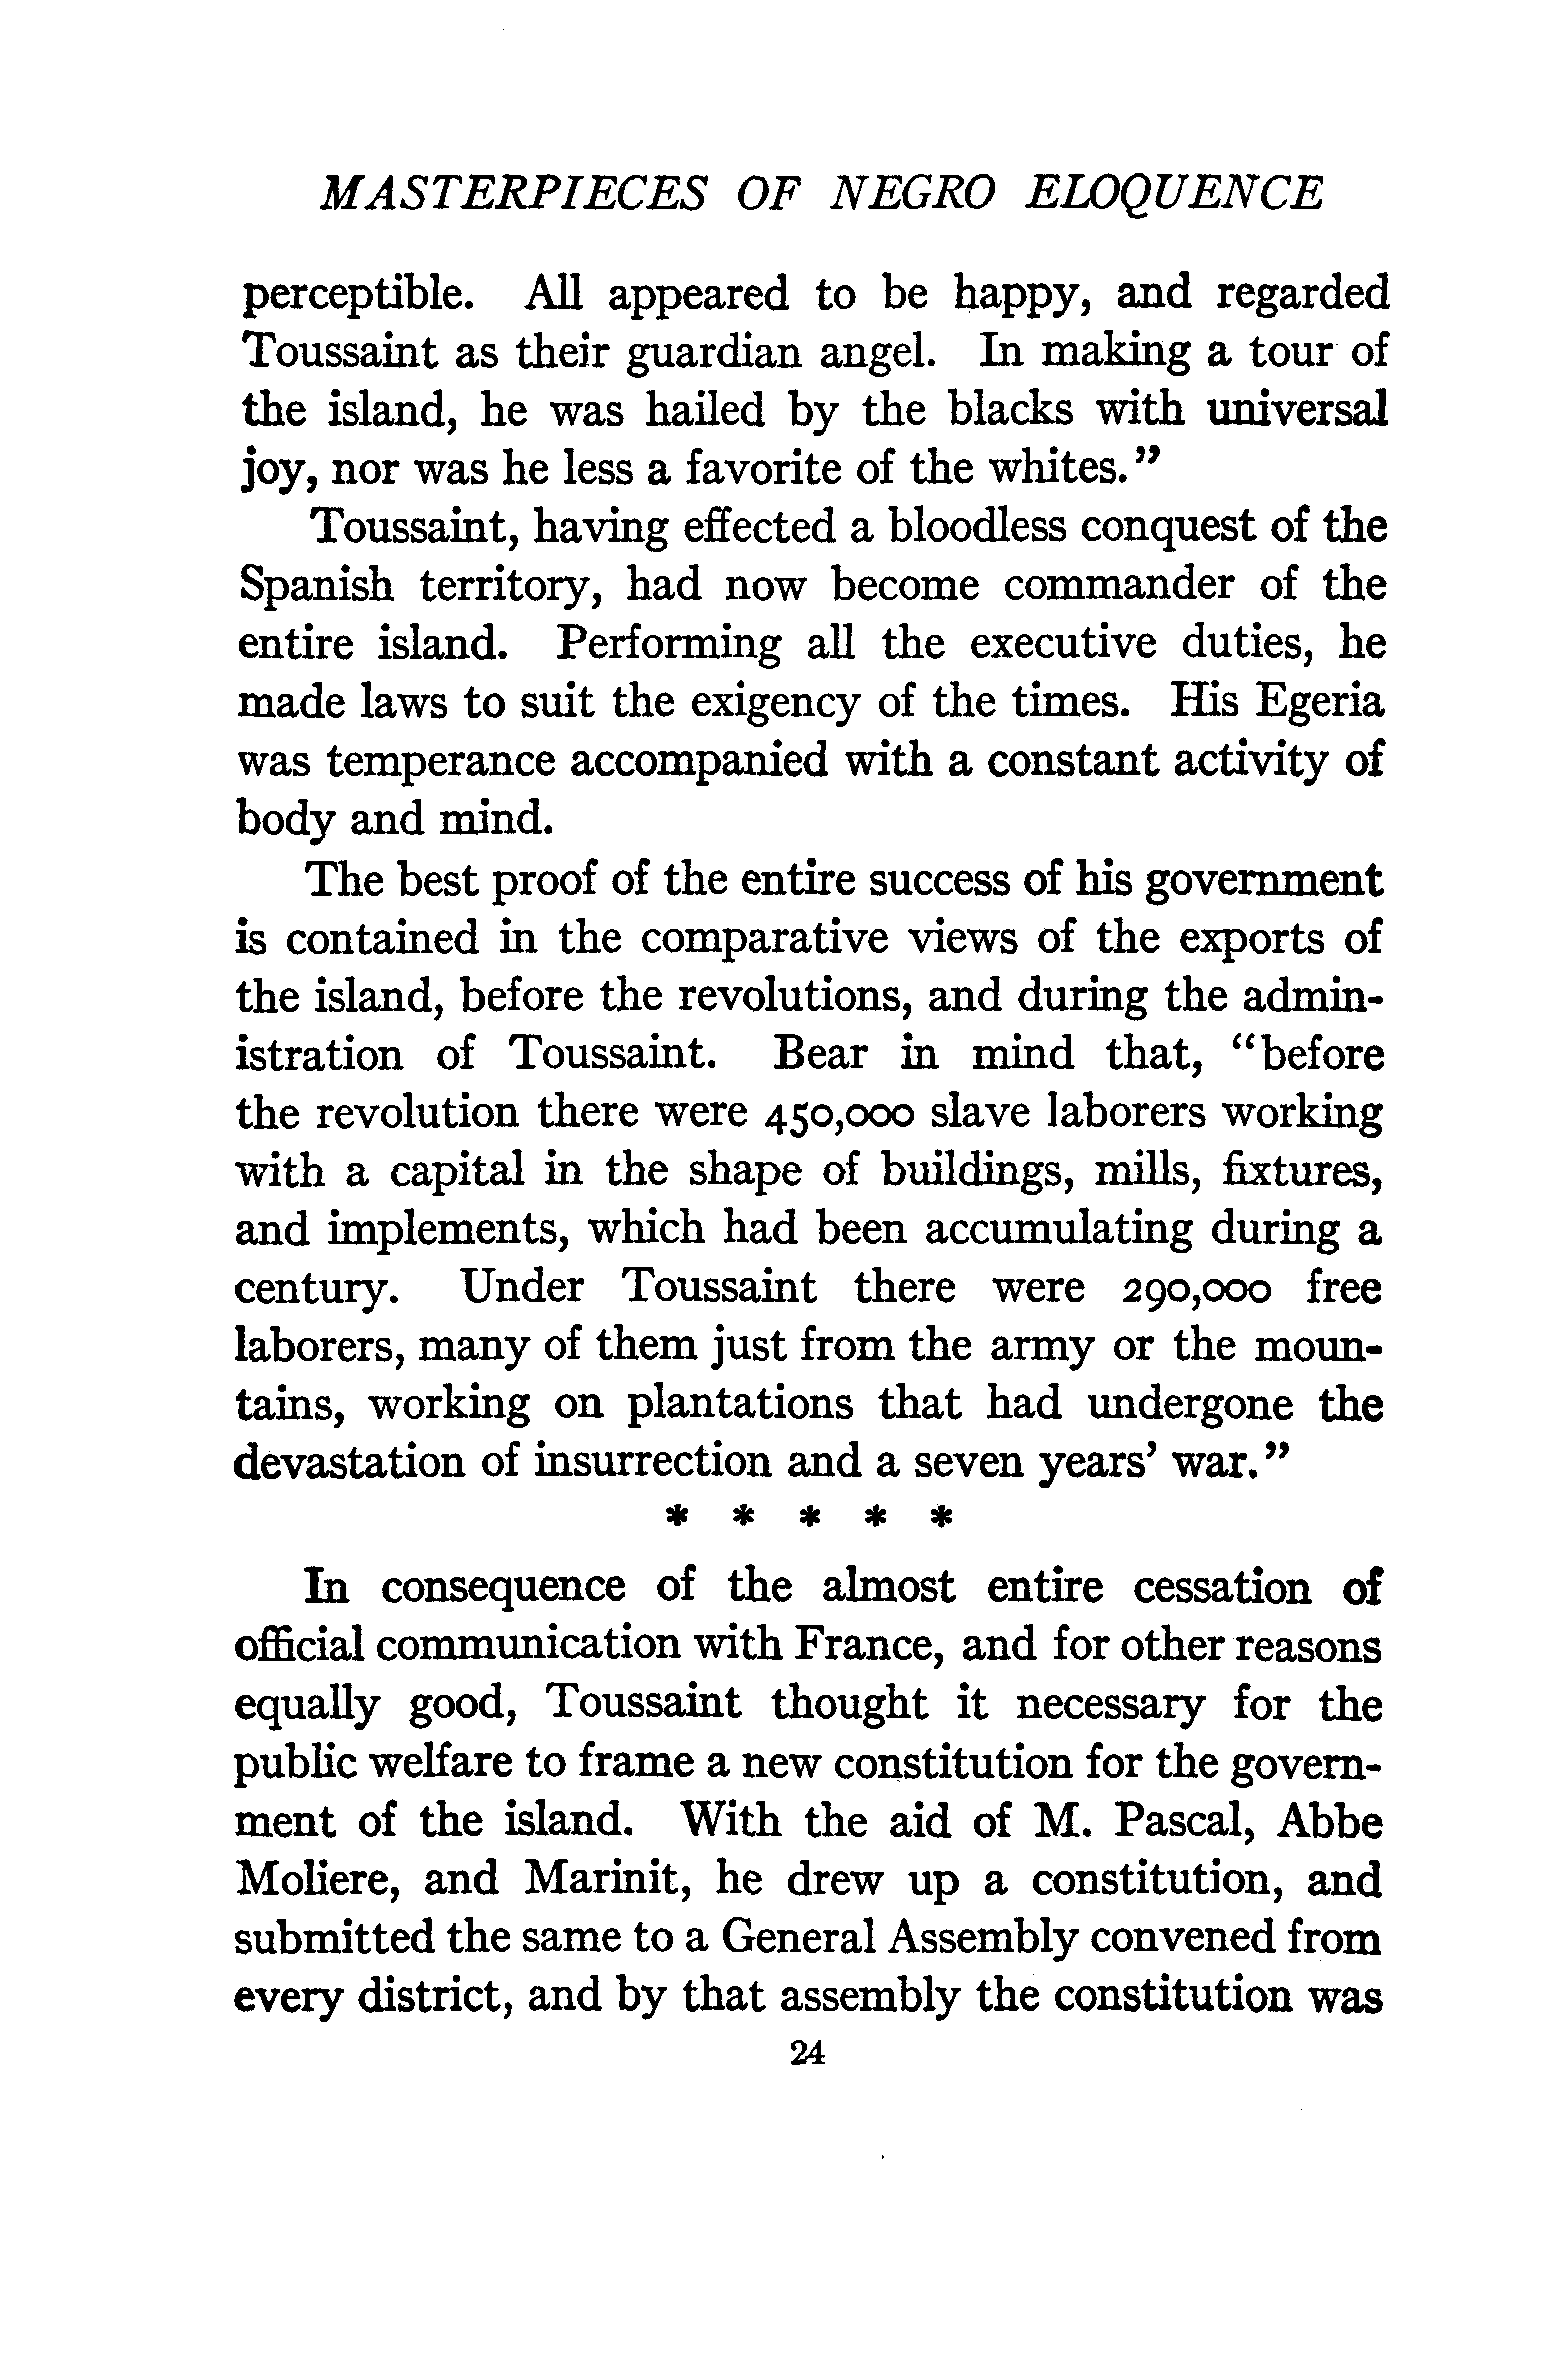 MASTERPIECES OF NEGRO ELOQUENCE
perceptible. All appeared to be happy, and regarded
Toussaint as their guardian angel. In making a tour of
the island, he was hailed by the blacks with universal
joy, nor was he less a favorite of the whites.”
Toussaint, having effected a bloodless conquest of the
Spanish territory, had now become commander of the
entire island. Performing all the executive duties, he
made laws to suit the exigency of the times. His Egeria
was temperance accompanied with a constant activity of
body and mind.
The best proof of the entire success of his government
is contained in the comparative views of the exports of
the island, before the revolutions, and during the admin-
istration of Toussaint. Bear in mind that, “before
the revolution there were 450,000 slave laborers working
with a capital in the shape of buildings, mills, fixtures,
and implements, which had been accumulating during a
century. Under Toussaint there were 290,000 free
laborers, many of them just from the army or the moun-
tains, working on plantations that had undergone the
devastation of insurrection and a seven years’ war.”
* * * * *
In consequence of the almost entire cessation of
official communication with France, and for other reasons
equally good, Toussaint thought it necessary for the
public welfare to frame a new constitution for the govern-
ment of the island. With the aid of M. Pascal, Abbe
Moliere, and Marinit, he drew up a constitution, and
submitted the same to a General Assembly convened from
every district, and by that assembly the constitution was
24